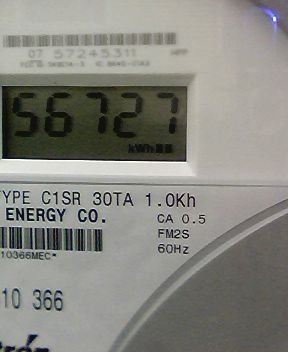 07 57245311
56727
kWh
TYPE C1SR 30TA 1.0Kh
ENERGY CO.
CA 0.5
FM2S
60Hz
10366MEC*
10 366